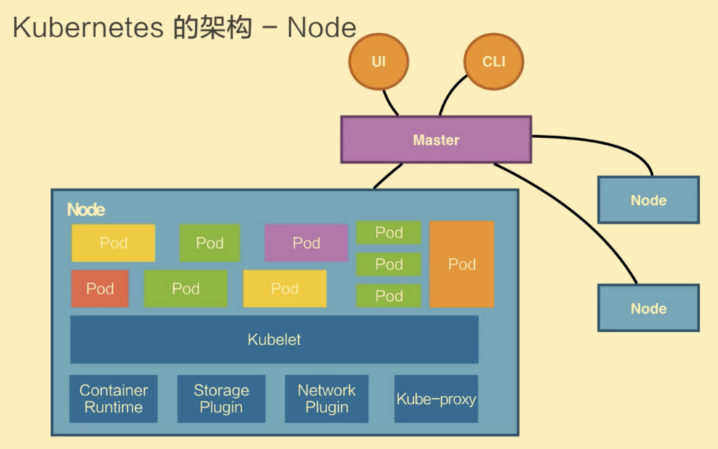 Kubernetes 的架构 - Node
UI
CLI
Master
Node
Node
Node
Pod
Pod
Pod
Pod
Pod
Pod
Pod
Pod
Pod
Pod
Kubelet
Container
Runtime
Storage
Plugin
Network
Plugin
Kube-proxy